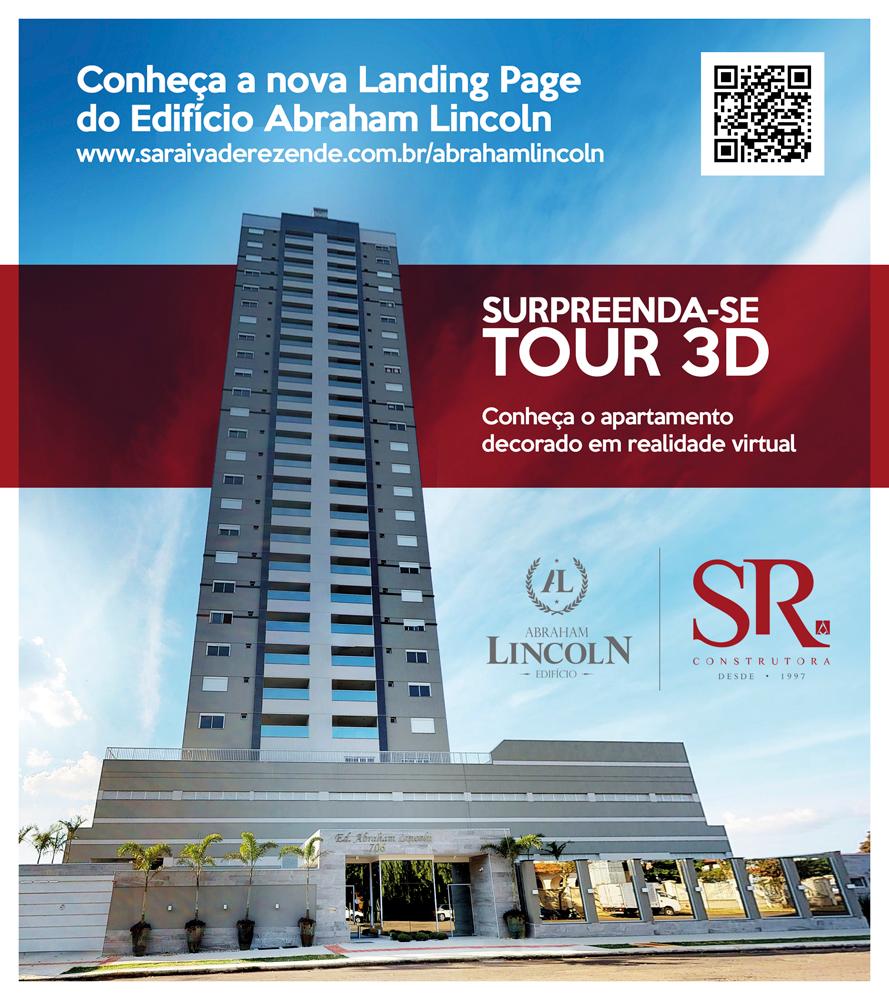 Conheça a nova Landing Page
do Edifício Abraham Lincoln
www.saraivaderezende.com.br/abrahamlincoln
SURPREENDA-SE
TOUR 3D
Conheça o apartamento
decorado em realidade virtual
AL
ABRAHAM
LINCOLN
EDIFÍCIO
SR.
CONSTRUTORA
DESDE • 1997
Ed. Abraham Lincoln
706